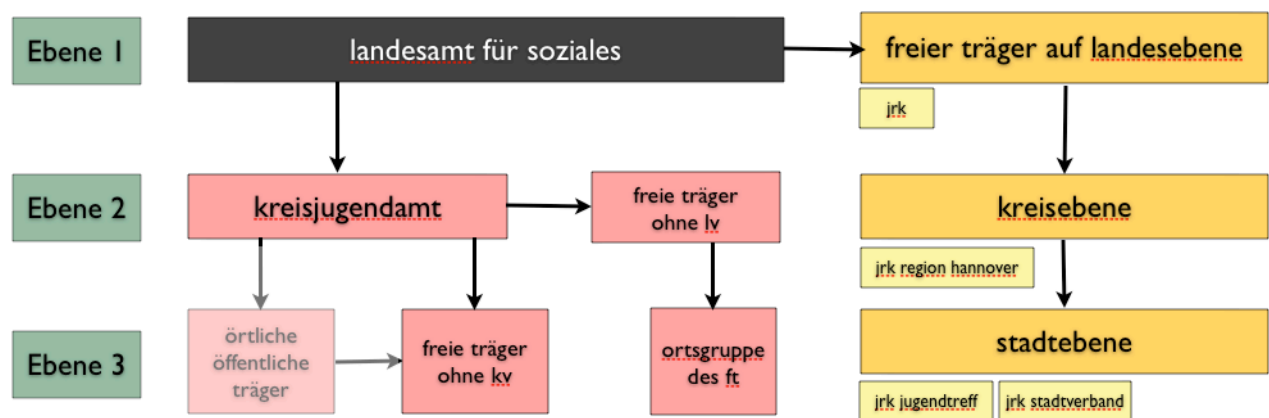 Ebene 1
landesamt für soziales
freier träger auf landesebene
jrk
Ebene 2
kreisjugendamt
freie träger
ohne lv
kreisebene
jrk region hannover
Ebene 3
örtliche
öffentliche
träger
freie träger
ohne kv
ortsgruppe
des ft
stadtebene
jrk jugendtreff
jrk stadtverband